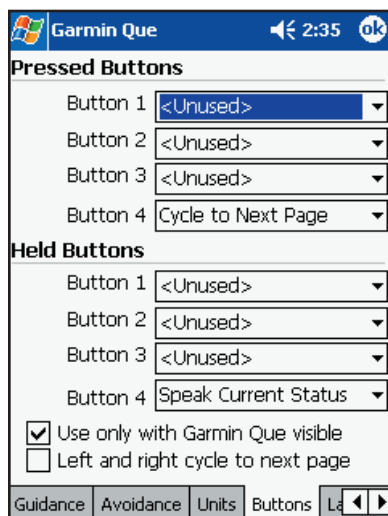 Garmin Que 2:35 ok
Pressed Buttons
Button 1 <Unused>
Button 2 <Unused>
Button 3 <Unused>
Button 4 Cycle to Next Page
Held Buttons
Button 1 <Unused>
Button 2 <Unused>
Button 3 <Unused>
Button 4 Speak Current Status
Use only with Garmin Que visible
Left and right cycle to next page
Guidance Avoidance Units Buttons La